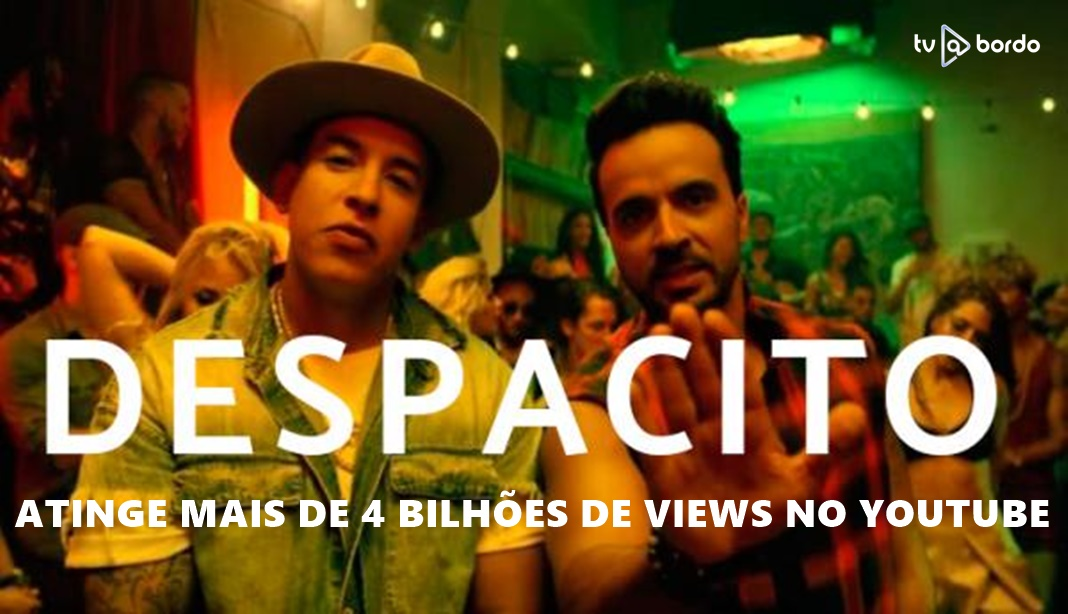 tv@bordo
DESPACITO
ATINGE MAIS DE 4 BILHÕES DE VIEWS NO YOUTUBE